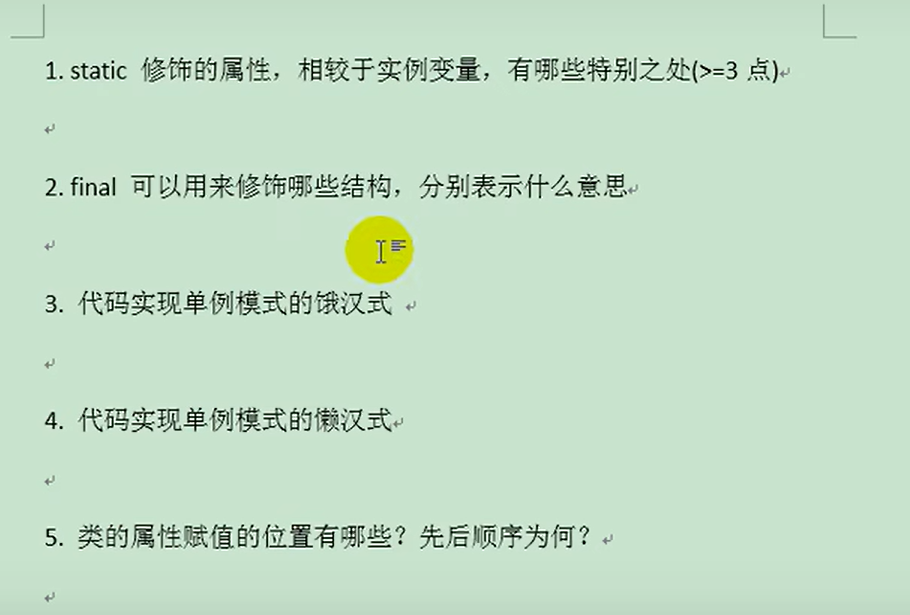 1. static 修饰的属性，相较于实例变量，有哪些特别之处(>=3 点)
2. final 可以用来修饰哪些结构，分别表示什么意思
3. 代码实现单例模式的饿汉式
4. 代码实现单例模式的懒汉式
5. 类的属性赋值的位置有哪些？先后顺序为何？